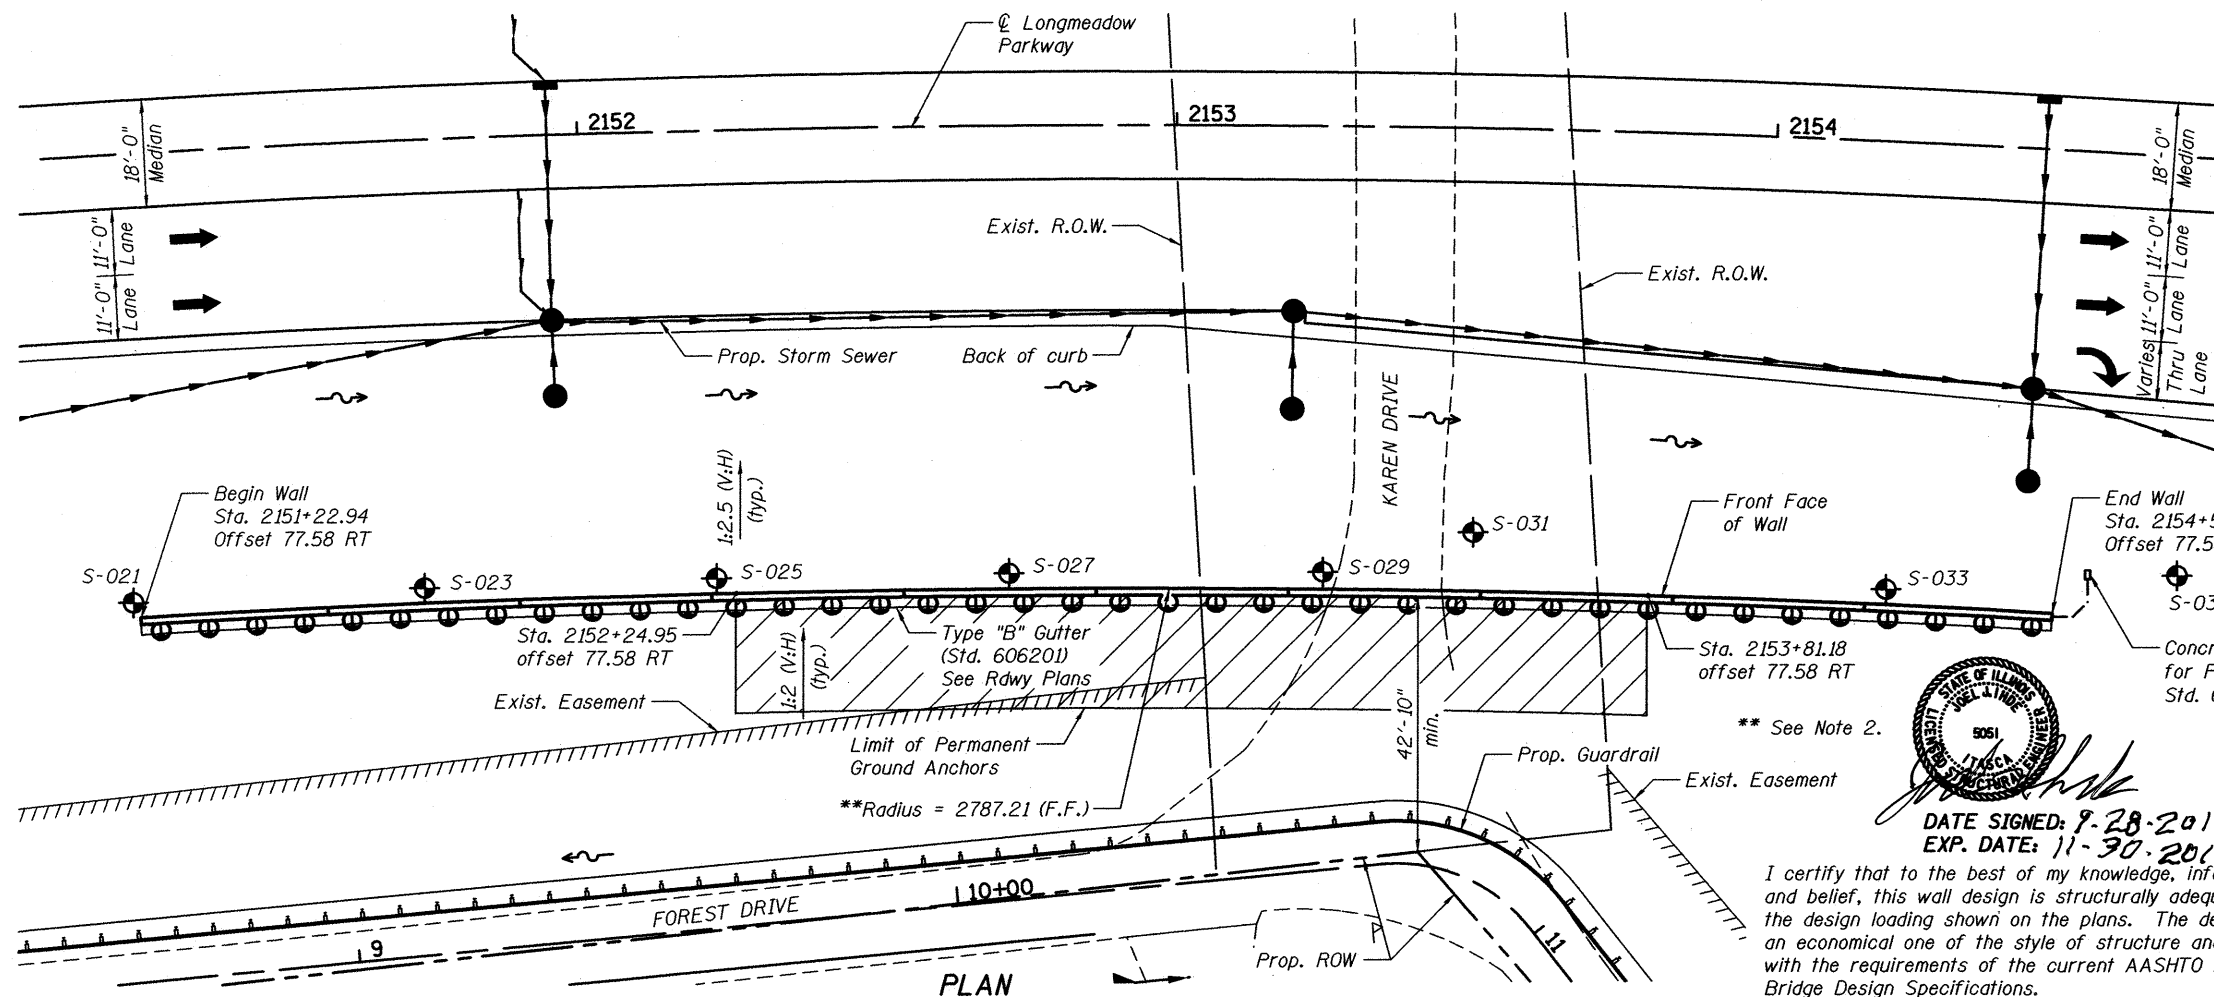 ℄ Longmeadow
Parkway
2152
2153
2154
18'-0"
Median
18'-0"
Median
11'-0"
Lane
11'-0"
Lane
11'-0"
Lane
11'-0"
Thru Lane
Varies
Lane
Exist. R.O.W.
Exist. R.O.W.
Prop. Storm Sewer
Back of curb
KAREN DRIVE
Begin Wall
Sta. 2151+22.94
Offset 77.58 RT
1:2.5 (V:H)
(typ.)
S-031
Front Face
of Wall
End Wall
Sta. 2154+5
Offset 77.5
S-021
S-023
S-025
S-027
S-029
S-033
S-03
Sta. 2152+24.95
offset 77.58 RT
1:2 (V:H)
(typ.)
Type "B" Gutter
(Std. 606201)
See Rdwy Plans
Sta. 2153+81.18
offset 77.58 RT
Concr
for F
Std. 6
Exist. Easement
42'-10"
min.
** See Note 2.
Limit of Permanent
Ground Anchors
Prop. Guardrail
Exist. Easement
**Radius = 2787.21 (F.F.)
STATE OF ILLINOIS
5051
ITASCA
LICENSED STRUCTURAL ENGINEER
DATE SIGNED: 9-28-201
EXP. DATE: 11-30-201
10+00
FOREST DRIVE
9
11
P
Prop. ROW
PLAN
I certify that to the best of my knowledge, inf
and belief, this wall design is structurally adeq
the design loading shown on the plans. The de
an economical one of the style of structure an
with the requirements of the current AASHTO
Bridge Design Specifications.